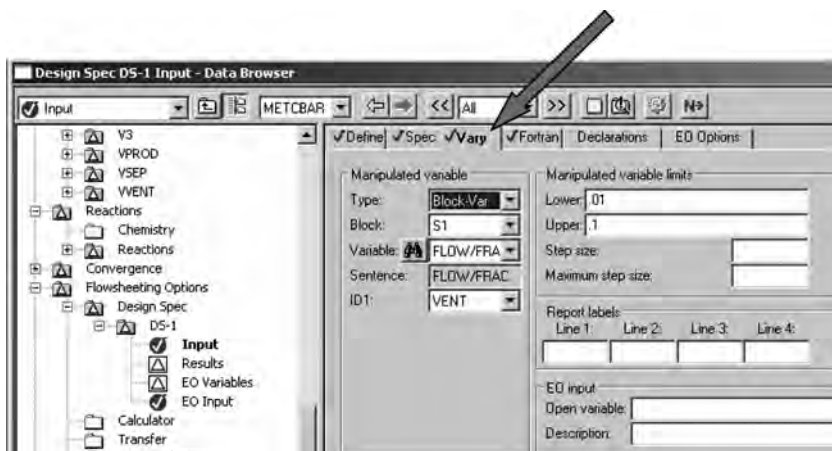 Design Spec DS-1 Input - Data Browser
Input METCBAR << All >> N>
V3
VPROD
VSEP
VVENT
Reactions
Chemistry
Reactions
Convergence
Flowsheeting Options
Design Spec
DS-1
Input
Results
EO Variables
EO Input
Calculator
Transfer
Define Spec Vary Fortran Declarations EO Options
Manipulated variable
Type: Block-Var
Block: S1
Variable: FLOW/FRA
Sentence: FLOW/FRAC
ID1: VENT
Manipulated variable limits
Lower: .01
Upper: .1
Step size:
Maximum step size:
Report labels
Line 1: Line 2: Line 3: Line 4:
EO input
Open variable:
Description: